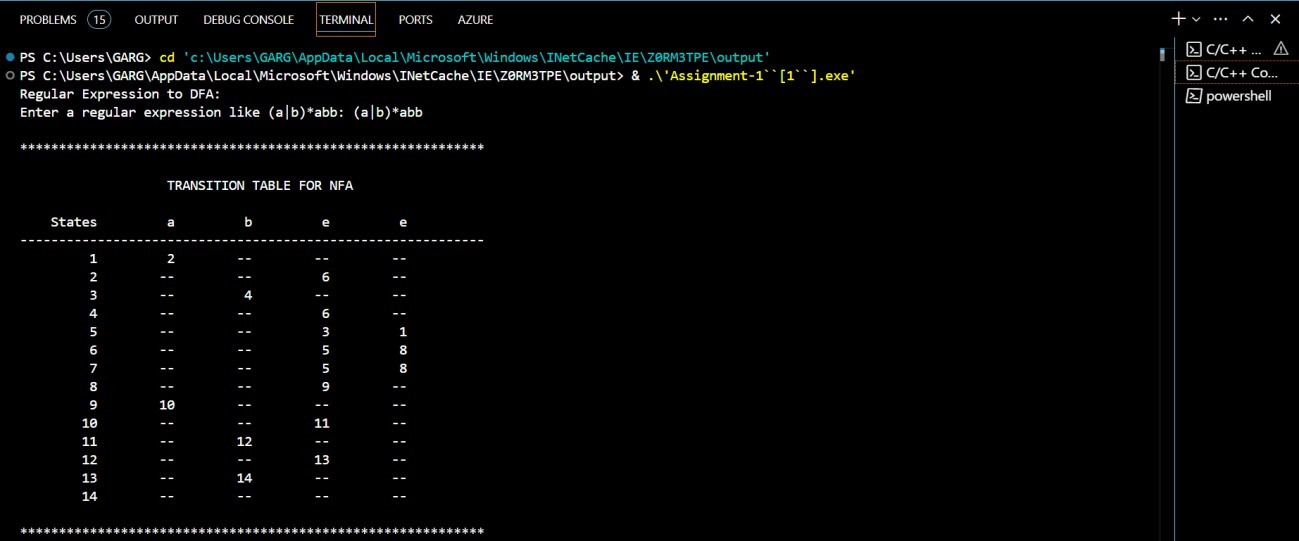 PROBLEMS 15 OUTPUT DEBUG CONSOLE TERMINAL PORTS AZURE
PS C:\Users\GARG> cd 'c:\Users\GARG\AppData\Local\Microsoft\Windows\INetCache\IE\Z0RM3TPE\output'
PS C:\Users\GARG\AppData\Local\Microsoft\Windows\INetCache\IE\Z0RM3TPE\output> & .\'Assignment-1``[1``].exe'
Regular Expression to DFA:
Enter a regular expression like (a|b)*abb: (a|b)*abb
************************************************************
TRANSITION TABLE FOR NFA
States a b e e
------------------------------------------------------------
1 2 -- -- --
2 -- -- 6 --
3 -- 4 -- --
4 -- -- 6 --
5 -- -- 3 1
6 -- -- 5 8
7 -- -- 5 8
8 -- -- 9 --
9 10 -- -- --
10 -- -- 11 --
11 -- 12 -- --
12 -- -- 13 --
13 -- 14 -- --
14 -- -- -- --
************************************************************
C/C++ ...
C/C++ Co...
powershell